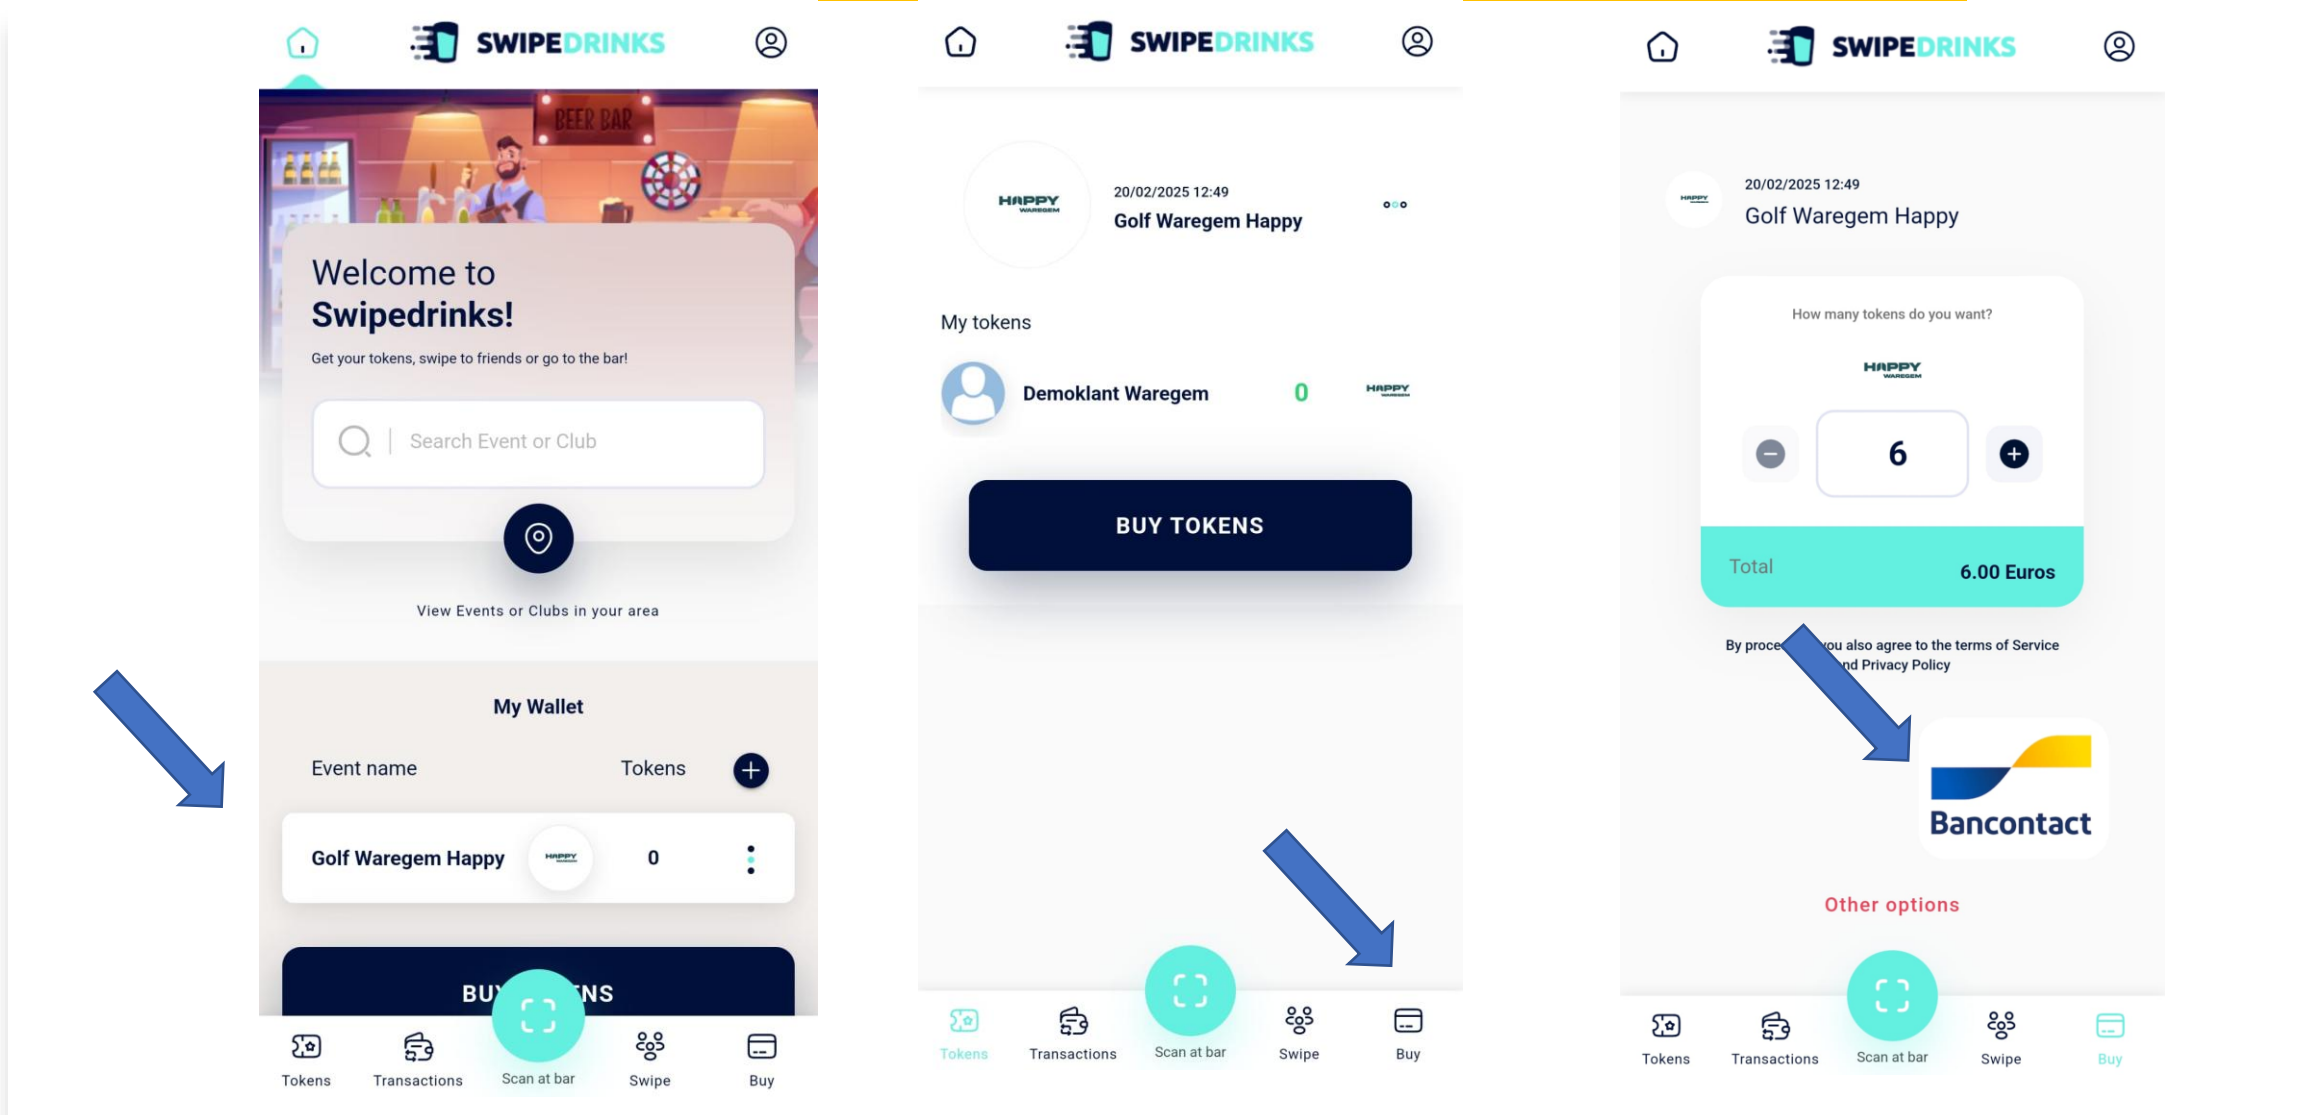 SWIPEDRINKS
BEER BAR
Welcome to
Swipedrinks!
Get your tokens, swipe to friends or go to the bar!
Search Event or Club
View Events or Clubs in your area
My Wallet
Event name Tokens
Golf Waregem Happy HAPPY WAREGEM 0
BU NS
Tokens Transactions Scan at bar Swipe Buy
SWIPEDRINKS
HAPPY
WAREGEM
20/02/2025 12:49
Golf Waregem Happy
My tokens
Demoklant Waregem 0 HAPPY
WAREGEM
BUY TOKENS
Tokens Transactions Scan at bar Swipe Buy
SWIPEDRINKS
HAPPY
20/02/2025 12:49
Golf Waregem Happy
How many tokens do you want?
HAPPY
WAREGEM
6
Total 6.00 Euros
By proce you also agree to the terms of Service
nd Privacy Policy
Bancontact
Other options
Tokens Transactions Scan at bar Swipe Buy